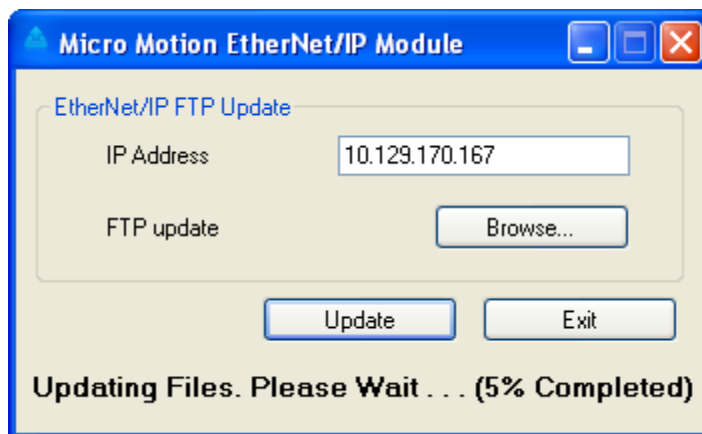 Micro Motion EtherNet/IP Module
EtherNet/IP FTP Update
IP Address 10.129.170.167
FTP update Browse...
Update Exit
Updating Files. Please Wait . . . (5% Completed)